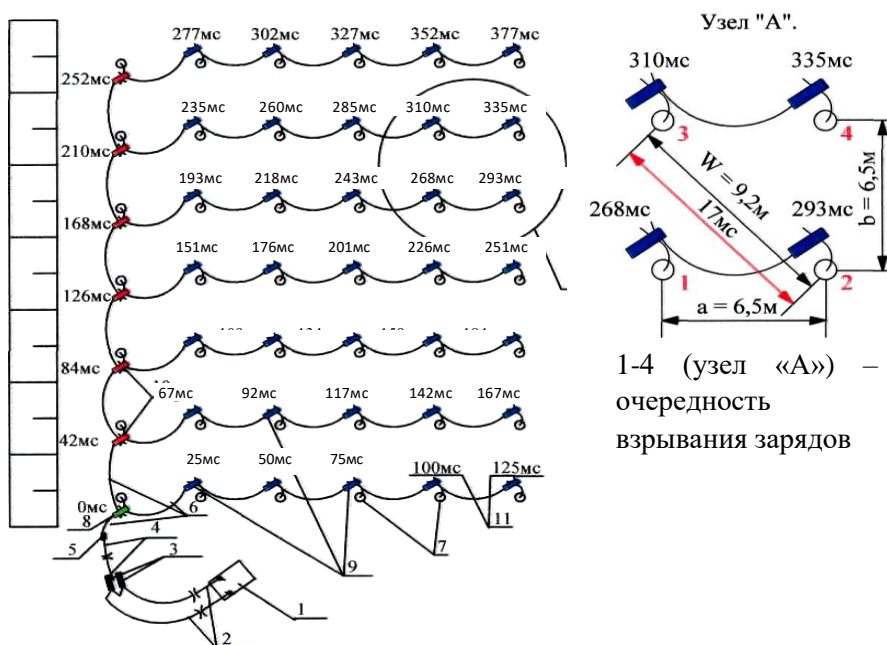 277мс 302мс 327мс 352мс 377мс
252мс
235мс 260мс 285мс 310мс 335мс
210мс
193мс 218мс 243мс 268мс 293мс
168мс
151мс 176мс 201мс 226мс 251мс
126мс
84мс
67мс 92мс 117мс 142мс 167мс
42мс
25мс 50мс 75мс 100мс 125мс
0мс
8 6 7 11
5 4 3 9
2 1
Узел "А".
310мс 335мс
3 4
W = 9,2м
17мс
b = 6,5м
268мс 293мс
1 2
a = 6,5м
1-4 (узел «А») –
очередность
взрывания зарядов